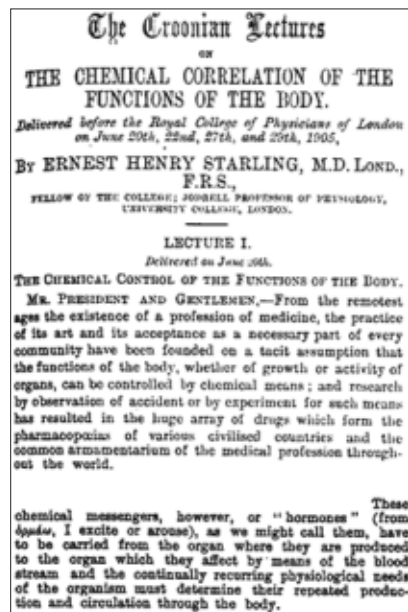 The Croonian Lectures
ON
THE CHEMICAL CORRELATION OF THE
FUNCTIONS OF THE BODY.
Delivered before the Royal College of Physicians of London
on June 20th, 22nd, 27th, and 29th, 1905,
BY ERNEST HENRY STARLING, M.D. LOND.,
F.R.S.,
FELLOW OF THE COLLEGE; JODRELL PROFESSOR OF PHYSIOLOGY,
UNIVERSITY COLLEGE, LONDON.
LECTURE I.
Delivered on June 20th.
THE CHEMICAL CONTROL OF THE FUNCTIONS OF THE BODY.
MR. PRESIDENT AND GENTLEMEN,—From the remotest
ages the existence of a profession of medicine, the practice
of its art and its acceptance as a necessary part of every
community have been founded on a tacit assumption that
the functions of the body, whether of growth or activity of
organs, can be controlled by chemical means; and research
by observation of accident or by experiment for such means
has resulted in the huge array of drugs which form the
pharmacopœias of various civilised countries and the
common armamentarium of the medical profession through-
out the world.
These
chemical messengers, however, or "hormones" (from
ὁρμάω, I excite or arouse), as we might call them, have
to be carried from the organ where they are produced
to the organ which they affect by means of the blood
stream and the continually recurring physiological needs
of the organism must determine their repeated produc-
tion and circulation through the body.